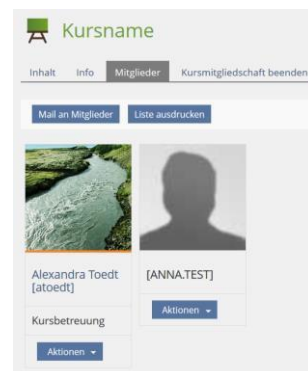 Kursname
Inhalt Info Mitglieder Kursmitgliedschaft beenden
Mail an Mitglieder Liste ausdrucken
Alexandra Toedt
[atoedt]
Kursbetreuung
Aktionen
[ANNA.TEST]
Aktionen